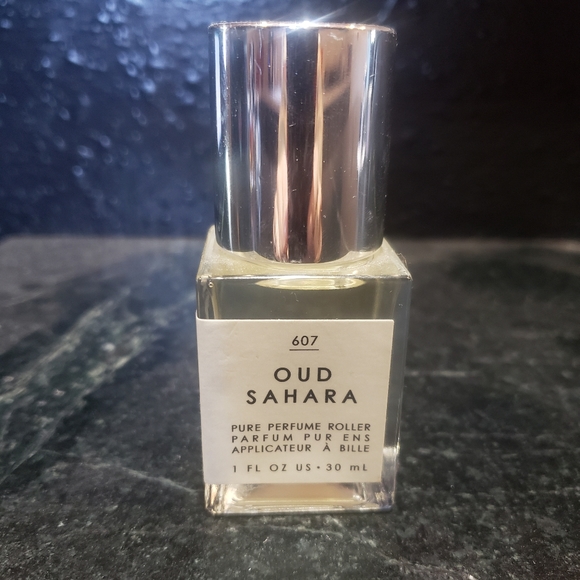 607
OUD
SAHARA
PURE PERFUME ROLLER
PARFUM PUR ENS
APPLICATEUR À BILLE
1 FL OZ US • 30 mL